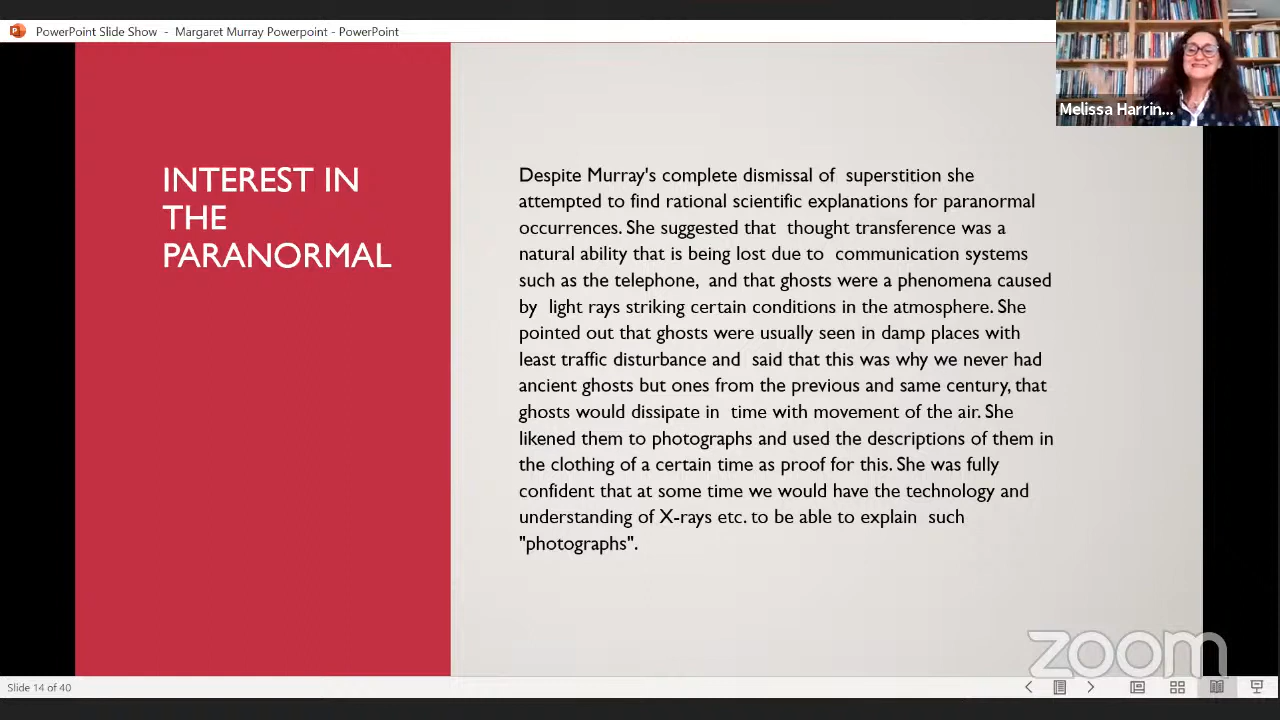 PowerPoint Slide Show - Margaret Murray Powerpoint - PowerPoint
Melissa Harrin...
INTEREST IN
THE
PARANORMAL
Despite Murray's complete dismissal of superstition she
attempted to find rational scientific explanations for paranormal
occurrences. She suggested that thought transference was a
natural ability that is being lost due to communication systems
such as the telephone, and that ghosts were a phenomena caused
by light rays striking certain conditions in the atmosphere. She
pointed out that ghosts were usually seen in damp places with
least traffic disturbance and said that this was why we never had
ancient ghosts but ones from the previous and same century, that
ghosts would dissipate in time with movement of the air. She
likened them to photographs and used the descriptions of them in
the clothing of a certain time as proof for this. She was fully
confident that at some time we would have the technology and
understanding of X-rays etc. to be able to explain such
"photographs".
zoom
Slide 14 of 40